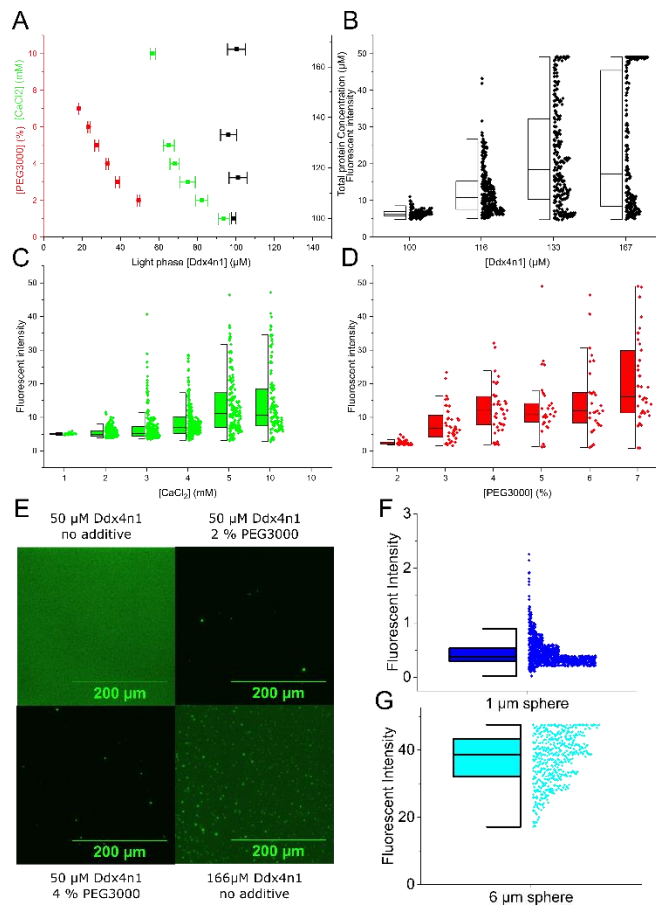 A
B
[PEG3000] (%)
[CaCl2] (mM)
10
8
6
4
2
0
0
20
40
60
80
100
Light phase [Ddx4n1] (µM)
160
140
120
100
Total protein Concentration (µM)
Fluorescent intensity
50
40
30
20
10
0
100
116
133
167
[Ddx4n1] (µM)
C
D
Fluorescent intensity
50
40
30
20
10
0
1
2
3
4
5
10
10
[CaCl2] (mM)
Fluoroscent intensity
50
40
30
20
10
0
2
3
4
5
6
7
[PEG3000] (%)
E
50 µM Ddx4n1
no additive
50 µM Ddx4n1
2 % PEG3000
200 µm
200 µm
200 µm
200 µm
50 µM Ddx4n1
4 % PEG3000
166µM Ddx4n1
no additive
F
Fluorescent Intensity
3
2
1
0
1 µm sphere
G
Fluorescent Intensity
40
20
0
6 µm sphere